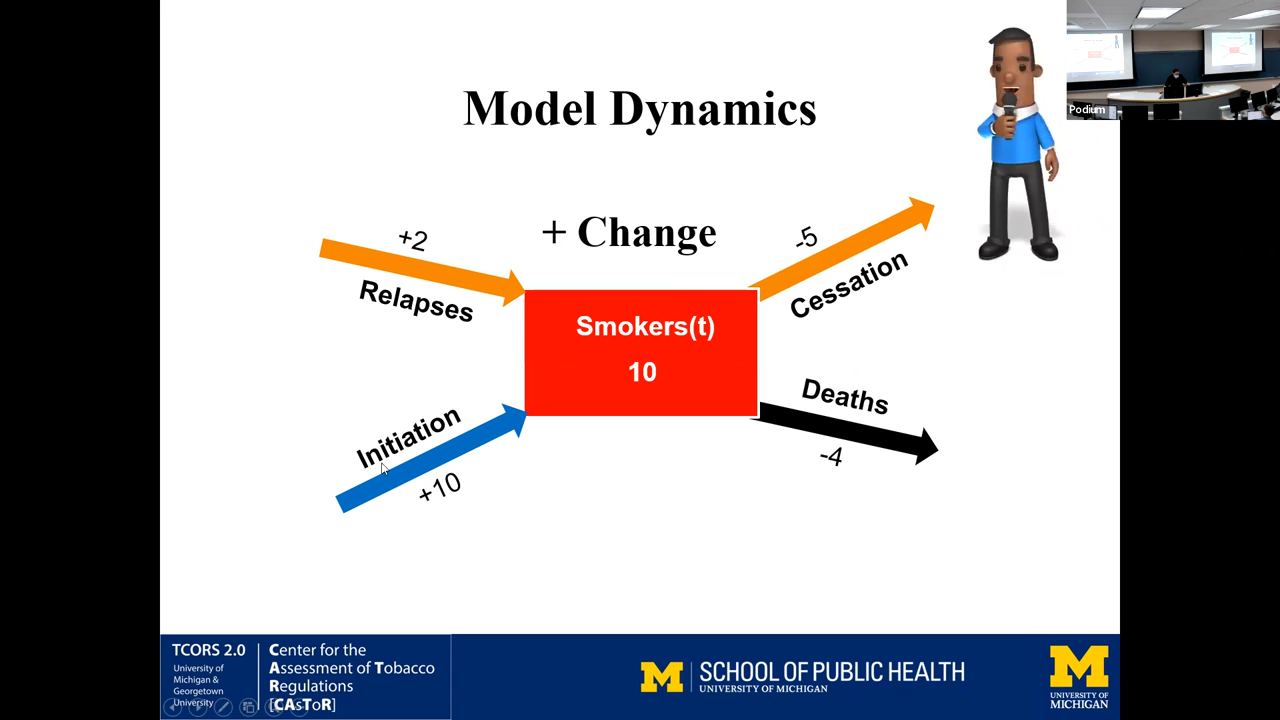 Model Dynamics
+ Change
+2
Relapses
-5
Cessation
Smokers(t)
10
Initiation
+10
Deaths
-4
Podium
TCORS 2.0
University of
Michigan &
Georgetown
University
Center for the
Assessment of Tobacco
Regulations
[CAsToR]
M
SCHOOL OF PUBLIC HEALTH
UNIVERSITY OF MICHIGAN
M
UNIVERSITY OF
MICHIGAN